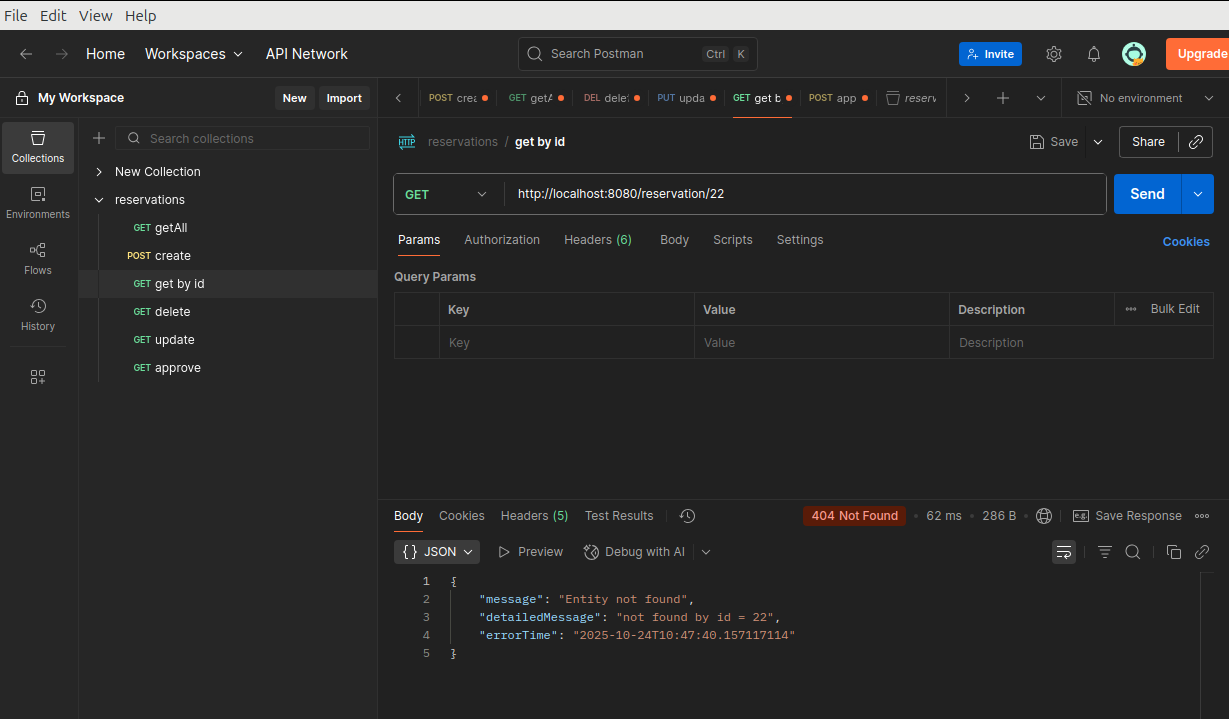 File Edit View Help
Home Workspaces API Network Search Postman Ctrl K Invite Upgrade
My Workspace New Import
POST crea GET getA DEL dele POST PUT upda GET get b POST app reserv No environment
Collections
Environments
Flows
History
Search collections
New Collection
reservations
GET getAll
POST create
GET get by id
GET delete
GET update
GET approve
HTTP reservations / get by id Save Share
GET http://localhost:8080/reservation/22 Send
Params Authorization Headers (6) Body Scripts Settings Cookies
Query Params
Key Value Description Bulk Edit
Key Value Description
Body Cookies Headers (5) Test Results 404 Not Found • 62 ms • 286 B • e.g. Save Response
{} JSON Preview Debug with AI
1 {
2 "message": "Entity not found",
3 "detailedMessage": "not found by id = 22",
4 "errorTime": "2025-10-24T10:47:40.157117114"
5 }